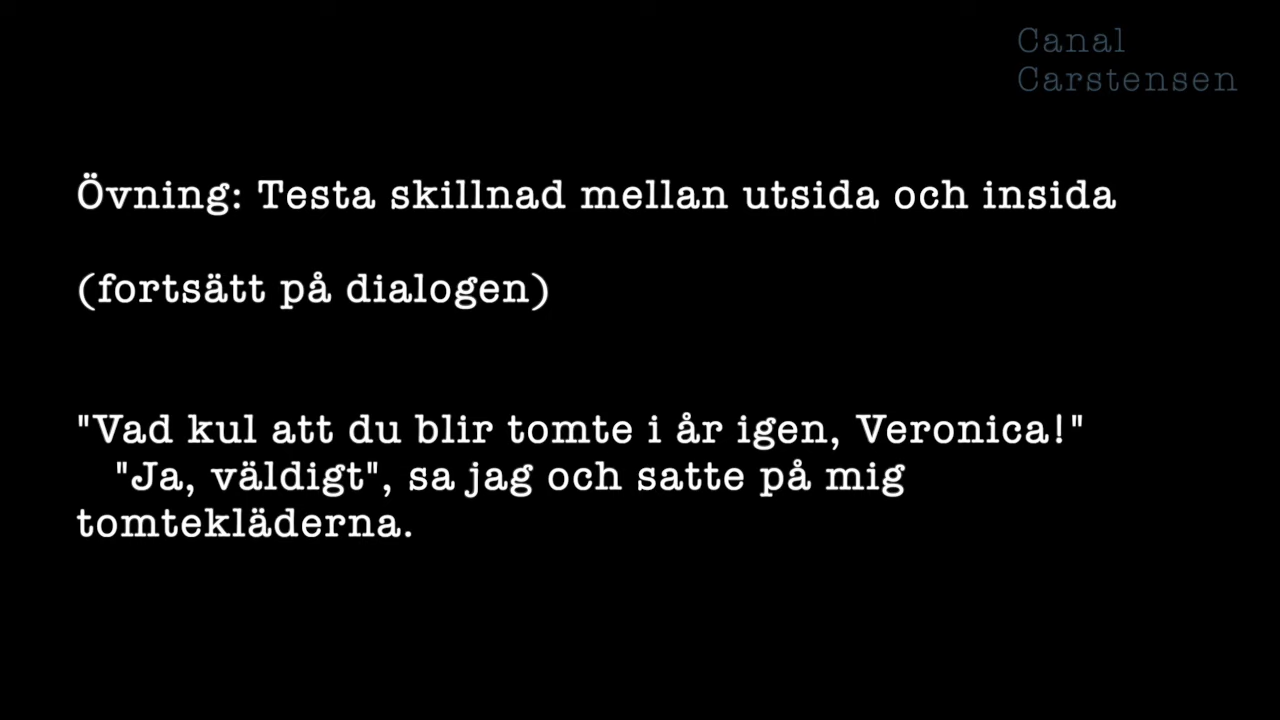 Canal
Carstensen
Övning: Testa skillnad mellan utsida och insida
(fortsätt på dialogen)
"Vad kul att du blir tomte i år igen, Veronica!"
"Ja, väldigt", sa jag och satte på mig
tomtekläderna.